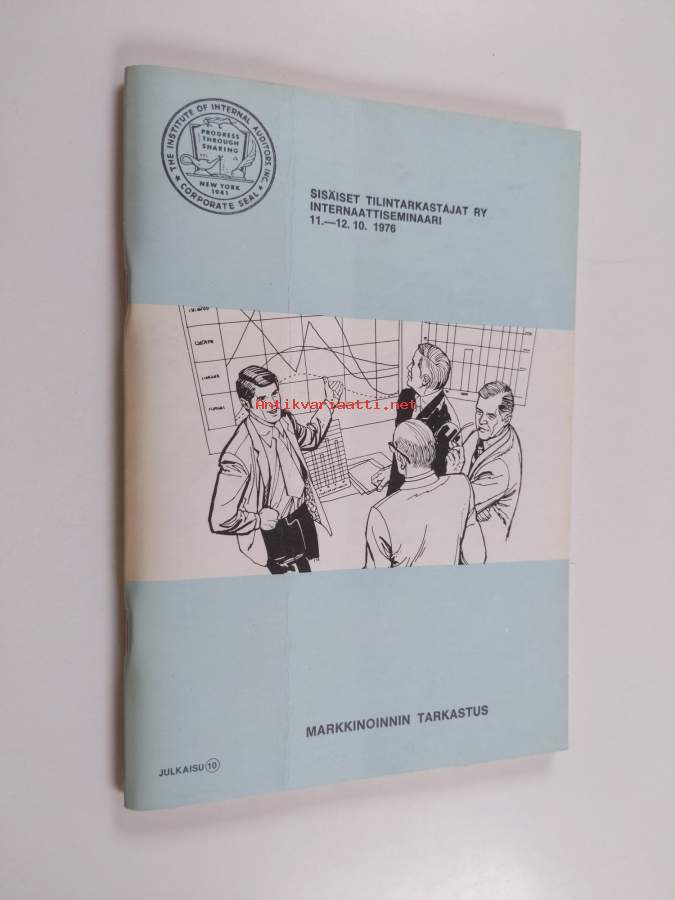 THE INSTITUTE OF INTERNAL AUDITORS INC.
PROGRESS
THROUGH
SHARING
NEW YORK
1941
★ CORPORATE SEAL ★
SISÄISET TILINTARKASTAJAT RY
INTERNAATTISEMINAARI
11.—12. 10. 1976
Antikvariaatti.net
MARKKINOINNIN TARKASTUS
JULKAISU 10